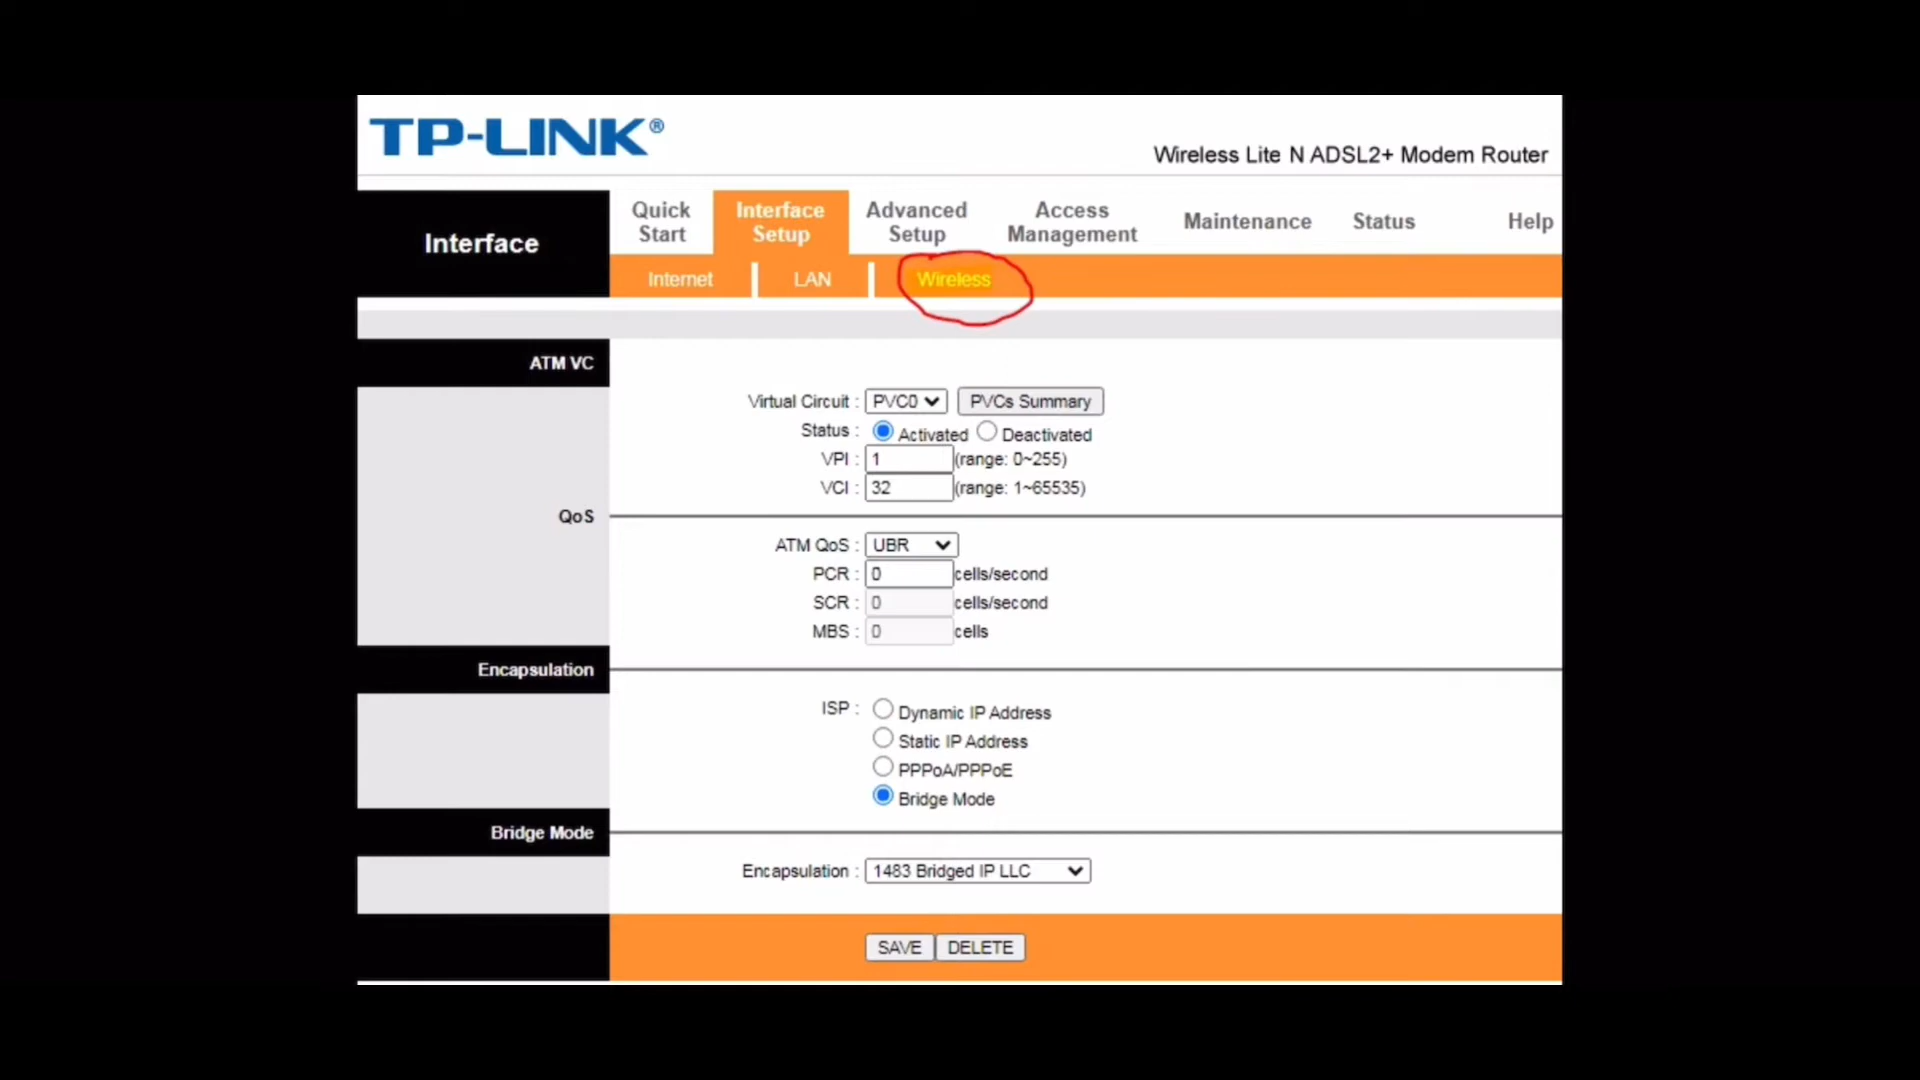 TP-LINK®
Wireless Lite N ADSL2+ Modem Router
Interface
Quick Start
Interface Setup
Advanced Setup
Access Management
Maintenance
Status
Help
Internet
LAN
Wireless
ATM VC
Virtual Circuit : PVC0 PVCs Summary
Status : Activated Deactivated
VPI : 1 (range: 0~255)
VCI : 32 (range: 1~65535)
QoS
ATM QoS : UBR
PCR : 0 cells/second
SCR : 0 cells/second
MBS : 0 cells
Encapsulation
ISP : Dynamic IP Address
Static IP Address
PPPoA/PPPoE
Bridge Mode
Bridge Mode
Encapsulation : 1483 Bridged IP LLC
SAVE DELETE